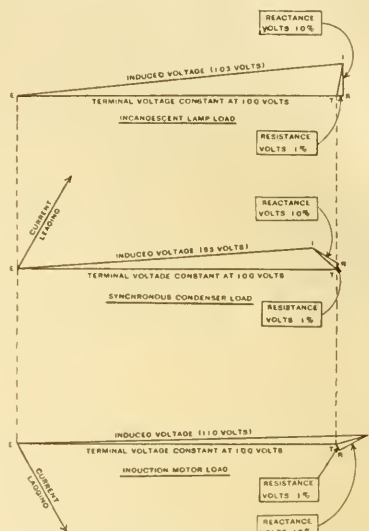 REACTANCE
VOLTS 10%
I
INDUCED VOLTAGE (103 VOLTS)
E
TERMINAL VOLTAGE CONSTANT AT 100 VOLTS
T
R
INCANDESCENT LAMP LOAD
RESISTANCE
VOLTS 1%
CURRENT
LEADING
REACTANCE
VOLTS 10%
INDUCED VOLTAGE (93 VOLTS)
I
R
E
TERMINAL VOLTAGE CONSTANT AT 100 VOLTS
T
SYNCHRONOUS CONDENSER LOAD
RESISTANCE
VOLTS 1%
INDUCED VOLTAGE (110 VOLTS)
E
T
R
TERMINAL VOLTAGE CONSTANT AT 100 VOLTS
INDUCTION MOTOR LOAD
CURRENT
LAGGING
RESISTANCE
VOLTS 1%
REACTANCE